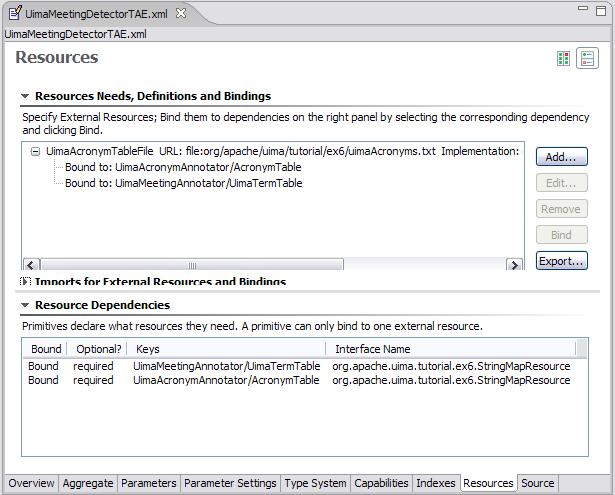 UimaMeetingDetectorTAE.xml
UimaMeetingDetectorTAE.xml
Resources
Resources Needs, Definitions and Bindings
Specify External Resources; Bind them to dependencies on the right panel by selecting the corresponding dependency
and clicking Bind.
UimaAcronymTableFile URL: file:org/apache/uima/tutorial/ex6/uimaAcronyms.txt Implementation:
Bound to: UimaAcronymAnnotator/AcronymTable
Bound to: UimaMeetingAnnotator/UimaTermTable
Add...
Edit...
Remove
Bind
Export...
Imports for External Resources and Bindings
Resource Dependencies
Primitives declare what resources they need. A primitive can only bind to one external resource.
Bound Optional? Keys Interface Name
Bound required UimaMeetingAnnotator/UimaTermTable org.apache.uima.tutorial.ex6.StringMapResource
Bound required UimaAcronymAnnotator/AcronymTable org.apache.uima.tutorial.ex6.StringMapResource
Overview Aggregate Parameters Parameter Settings Type System Capabilities Indexes Resources Source